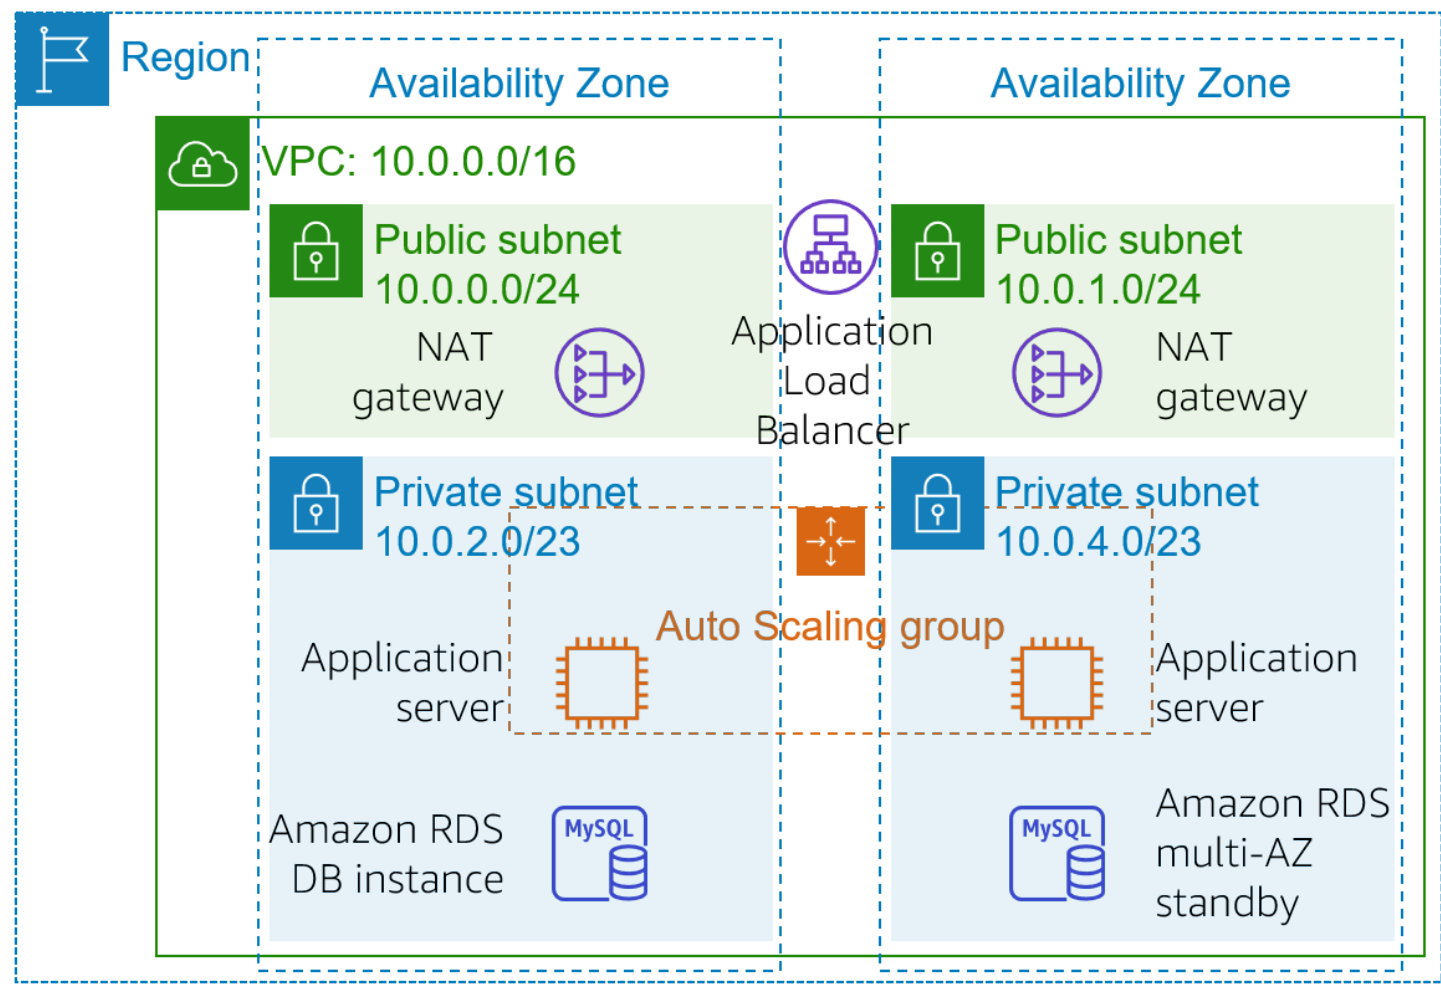 Region
Availability Zone
Availability Zone
VPC: 10.0.0.0/16
Public subnet
10.0.0.0/24
NAT
gateway
Application
Load
Balancer
Public subnet
10.0.1.0/24
NAT
gateway
Private subnet
10.0.2.0/23
Private subnet
10.0.4.0/23
Auto Scaling group
Application
server
Application
server
Amazon RDS
DB instance
MySQL
MySQL
Amazon RDS
multi-AZ
standby